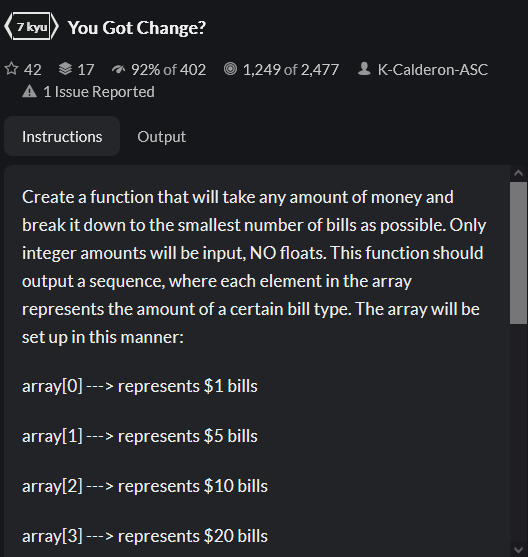 7 kyu You Got Change?
42 17 92% of 402 1,249 of 2,477 K-Calderon-ASC
1 Issue Reported
Instructions Output
Create a function that will take any amount of money and
break it down to the smallest number of bills as possible. Only
integer amounts will be input, NO floats. This function should
output a sequence, where each element in the array
represents the amount of a certain bill type. The array will be
set up in this manner:
array[0] ---> represents $1 bills
array[1] ---> represents $5 bills
array[2] ---> represents $10 bills
array[3] ---> represents $20 bills